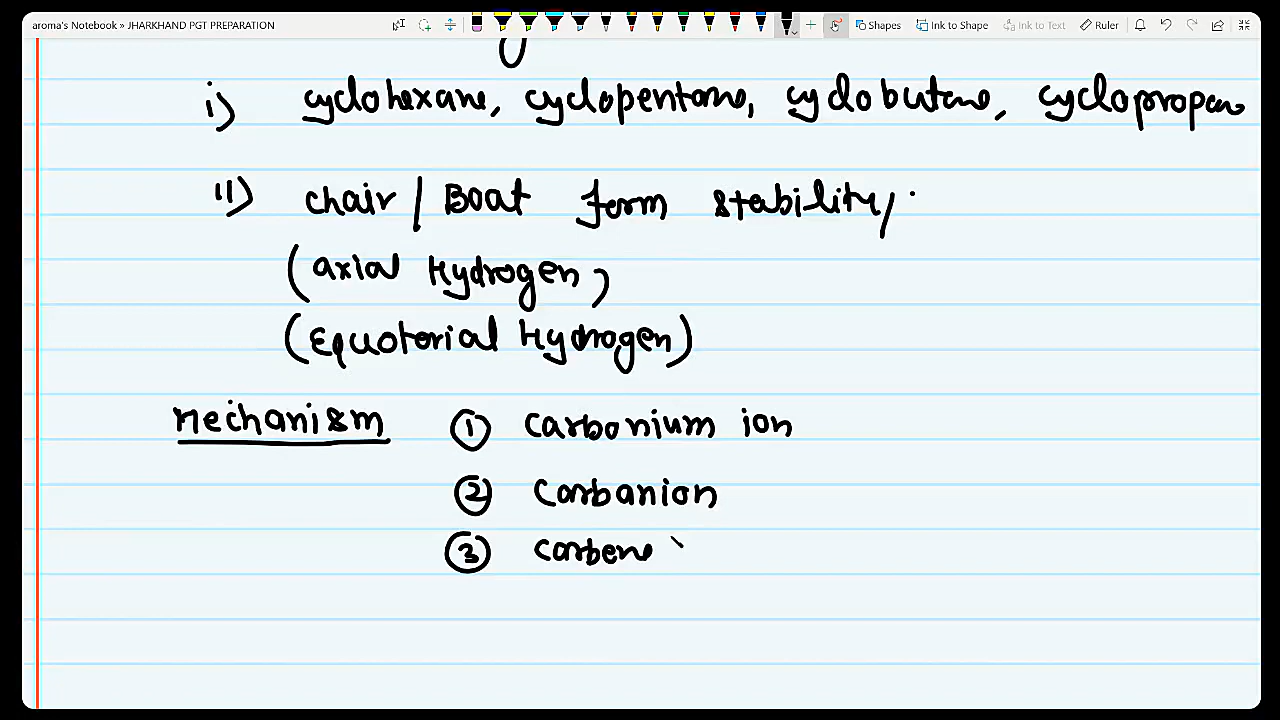 aroma's Notebook » JHARKHAND PGT PREPARATION
Shapes Ink to Shape Ink to Text Ruler
i) cyclohexane, cyclopentane, cyclobutane, cyclopropane
ii) chair / Boat form stability/
(axial Hydrogen,
(Equotorial Hydrogen)
Mechanism ① Carbonium ion
② Carbanion
③ Carbene